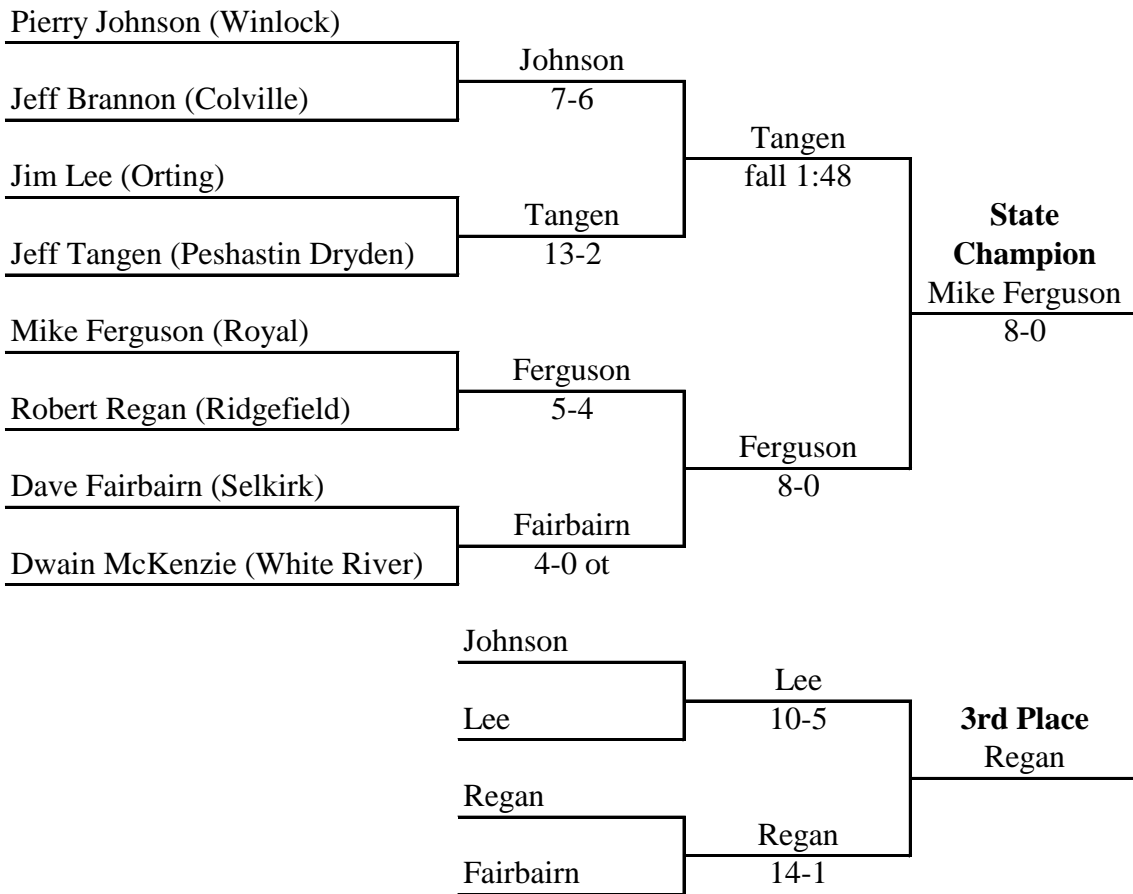 Pierry Johnson (Winlock)
Johnson
Jeff Brannon (Colville)
7-6
Tangen
Jim Lee (Orting)
fall 1:48
Tangen
State
Jeff Tangen (Peshastin Dryden)
13-2
Champion
Mike Ferguson
Mike Ferguson (Royal)
8-0
Ferguson
Robert Regan (Ridgefield)
5-4
Ferguson
Dave Fairbairn (Selkirk)
8-0
Fairbairn
Dwain McKenzie (White River)
4-0 ot
Johnson
Lee
Lee
10-5
3rd Place
Regan
Regan
Regan
Fairbairn
14-1